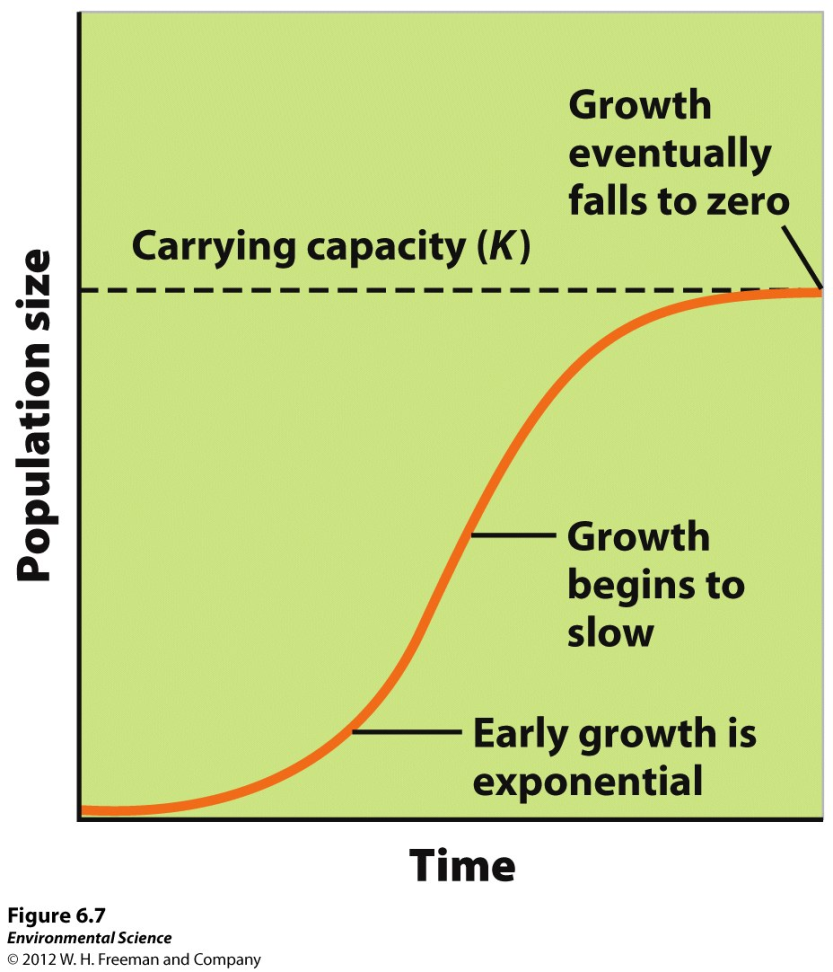 Growth
eventually
falls to zero
Carrying capacity (K)
Population size
Growth
begins to
slow
Early growth is
exponential
Time
Figure 6.7
Environmental Science
© 2012 W. H. Freeman and Company